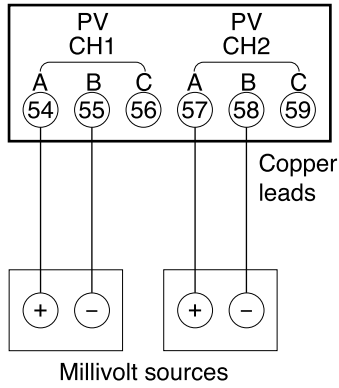 PV PV
CH1 CH2
A B C A B C
54 55 56 57 58 59
Copper
leads
+ − + −
Millivolt sources